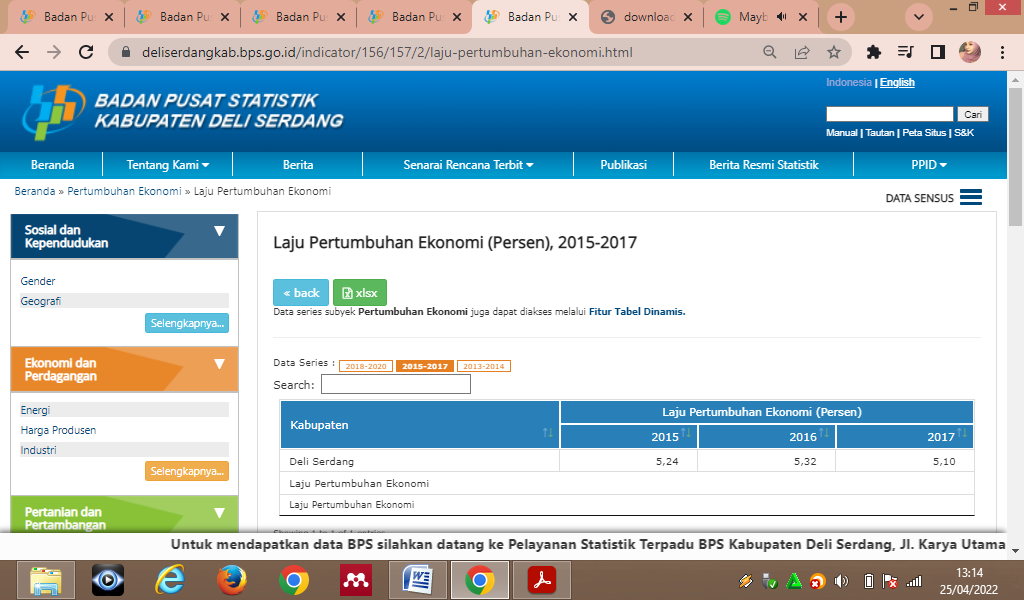 Badan Pu
Badan Pu
Badan Pu
Badan Pu
Badan Pu
download
Mayb
deliserdangkab.bps.go.id/indicator/156/157/2/laju-pertumbuhan-ekonomi.html
Indonesia | English
BADAN PUSAT STATISTIK
KABUPATEN DELI SERDANG
Cari
Manual | Tautan | Peta Situs | S&K
Beranda Tentang Kami Berita Senarai Rencana Terbit Publikasi Berita Resmi Statistik PPID
Beranda » Pertumbuhan Ekonomi » Laju Pertumbuhan Ekonomi
DATA SENSUS
Sosial dan
Kependudukan
Gender
Geografi
Selengkapnya...
Ekonomi dan
Perdagangan
Energi
Harga Produsen
Industri
Selengkapnya...
Pertanian dan
Pertambangan
Laju Pertumbuhan Ekonomi (Persen), 2015-2017
« back xlsx
Data series subyek Pertumbuhan Ekonomi juga dapat diakses melalui Fitur Tabel Dinamis.
Data Series : 2018-2020 2015-2017 2013-2014
Search:
Kabupaten Laju Pertumbuhan Ekonomi (Persen)
2015 2016 2017
Deli Serdang 5,24 5,32 5,10
Laju Pertumbuhan Ekonomi
Laju Pertumbuhan Ekonomi
Untuk mendapatkan data BPS silahkan datang ke Pelayanan Statistik Terpadu BPS Kabupaten Deli Serdang, Jl. Karya Utama
13:14
25/04/2022